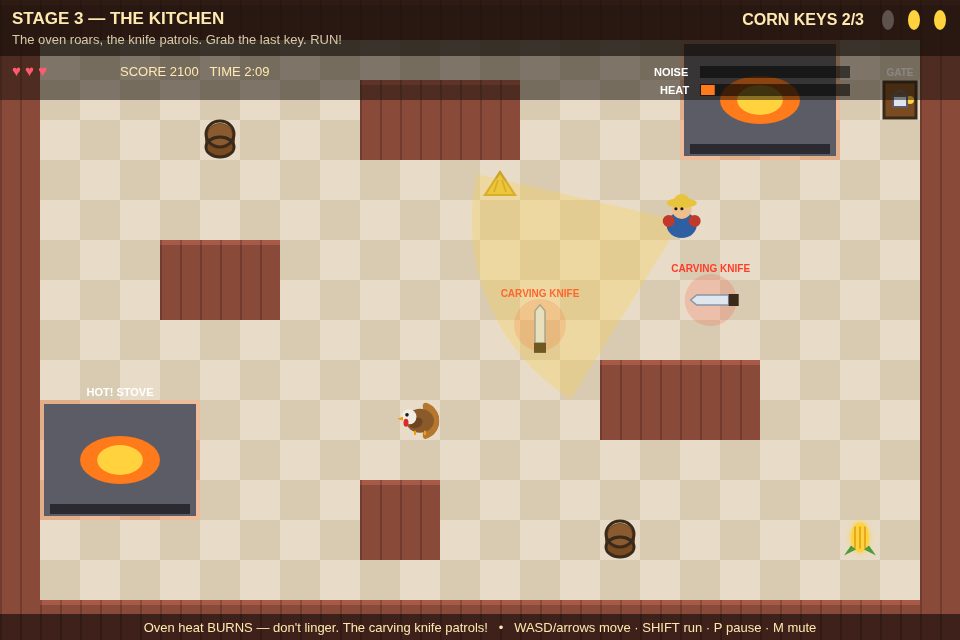 STAGE 3 — THE KITCHEN
CORN KEYS 2/3
The oven roars, the knife patrols. Grab the last key. RUN!
SCORE 2100 TIME 2:09
NOISE
GATE
HEAT
CARVING KNIFE
CARVING KNIFE
HOT! STOVE
Oven heat BURNS — don't linger. The carving knife patrols! • WASD/arrows move · SHIFT run · P pause · M mute